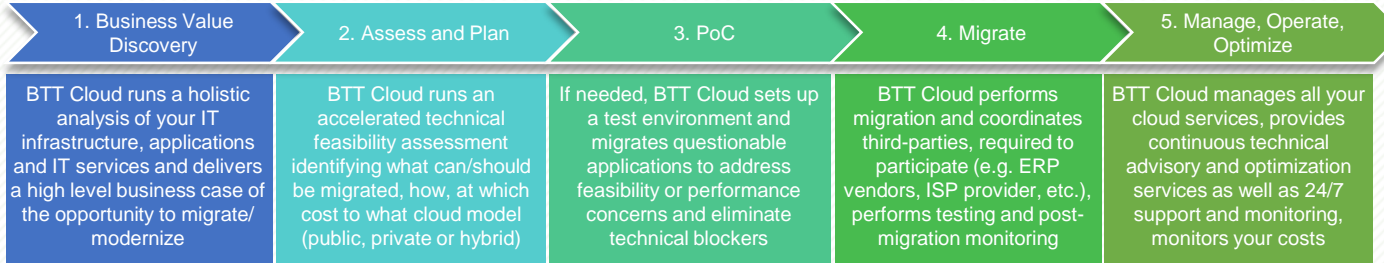 1. Business Value
Discovery
2. Assess and Plan
3. PoC
4. Migrate
5. Manage, Operate,
Optimize
BTT Cloud runs a holistic
analysis of your IT
infrastructure, applications
and IT services and delivers
a high level business case of
the opportunity to migrate/
modernize
BTT Cloud runs an
accelerated technical
feasibility assessment
identifying what can/should
be migrated, how, at which
cost to what cloud model
(public, private or hybrid)
If needed, BTT Cloud sets up
a test environment and
migrates questionable
applications to address
feasibility or performance
concerns and eliminate
technical blockers
BTT Cloud performs
migration and coordinates
third-parties, required to
participate (e.g. ERP
vendors, ISP provider, etc.),
performs testing and post-
migration monitoring
BTT Cloud manages all your
cloud services, provides
continuous technical
advisory and optimization
services as well as 24/7
support and monitoring,
monitors your costs